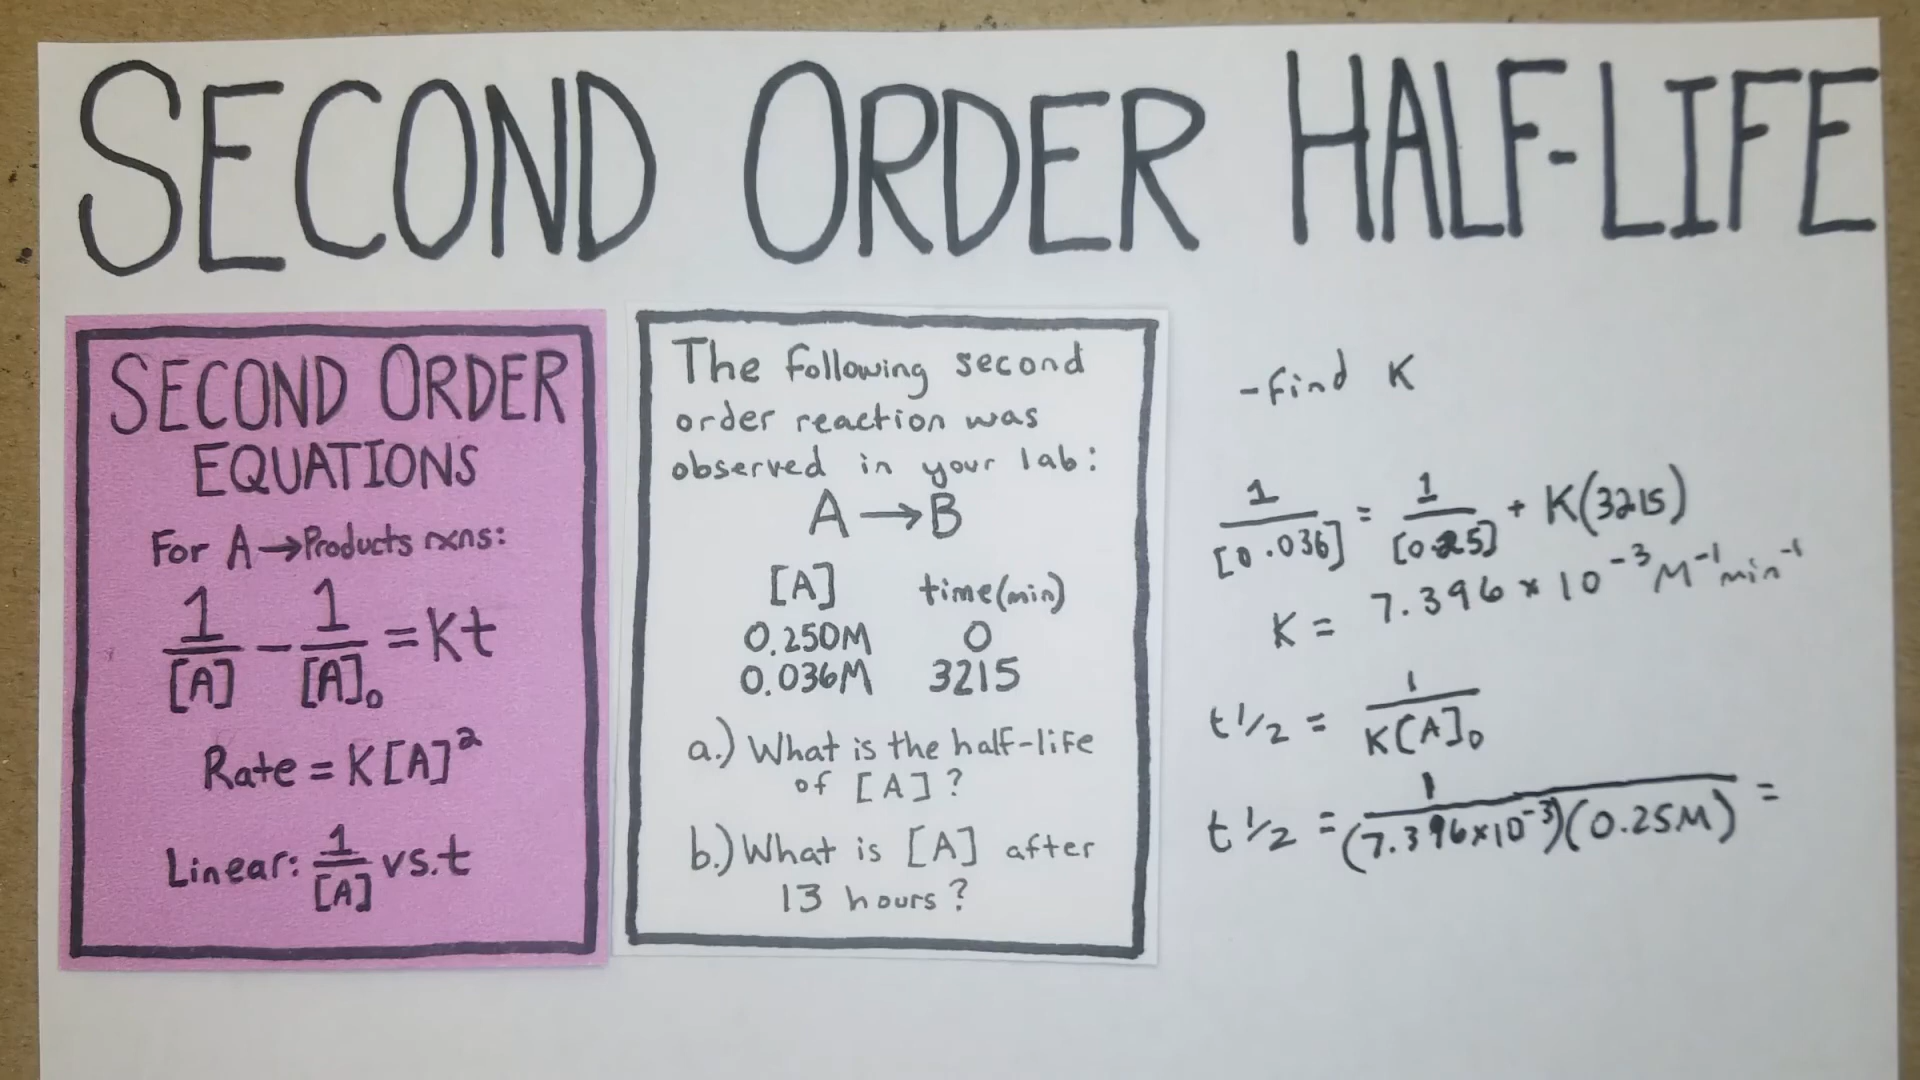 SECOND ORDER HALF-LIFE
SECOND ORDER
EQUATIONS
For A→Products rxns:
1/[A] - 1/[A]₀ = Kt
Rate = K[A]²
Linear: 1/[A] vs. t
The following second
order reaction was
observed in your lab:
A → B
[A] time(min)
0.250M 0
0.036M 3215
a.) What is the half-life
of [A]?
b.) What is [A] after
13 hours?
- find K
1/[0.036] = 1/[0.25] + K(3215)
K = 7.396 × 10⁻³ M⁻¹ min⁻¹
t 1/2 = 1/K[A]₀
t 1/2 = 1/(7.396×10⁻³)(0.25M) =